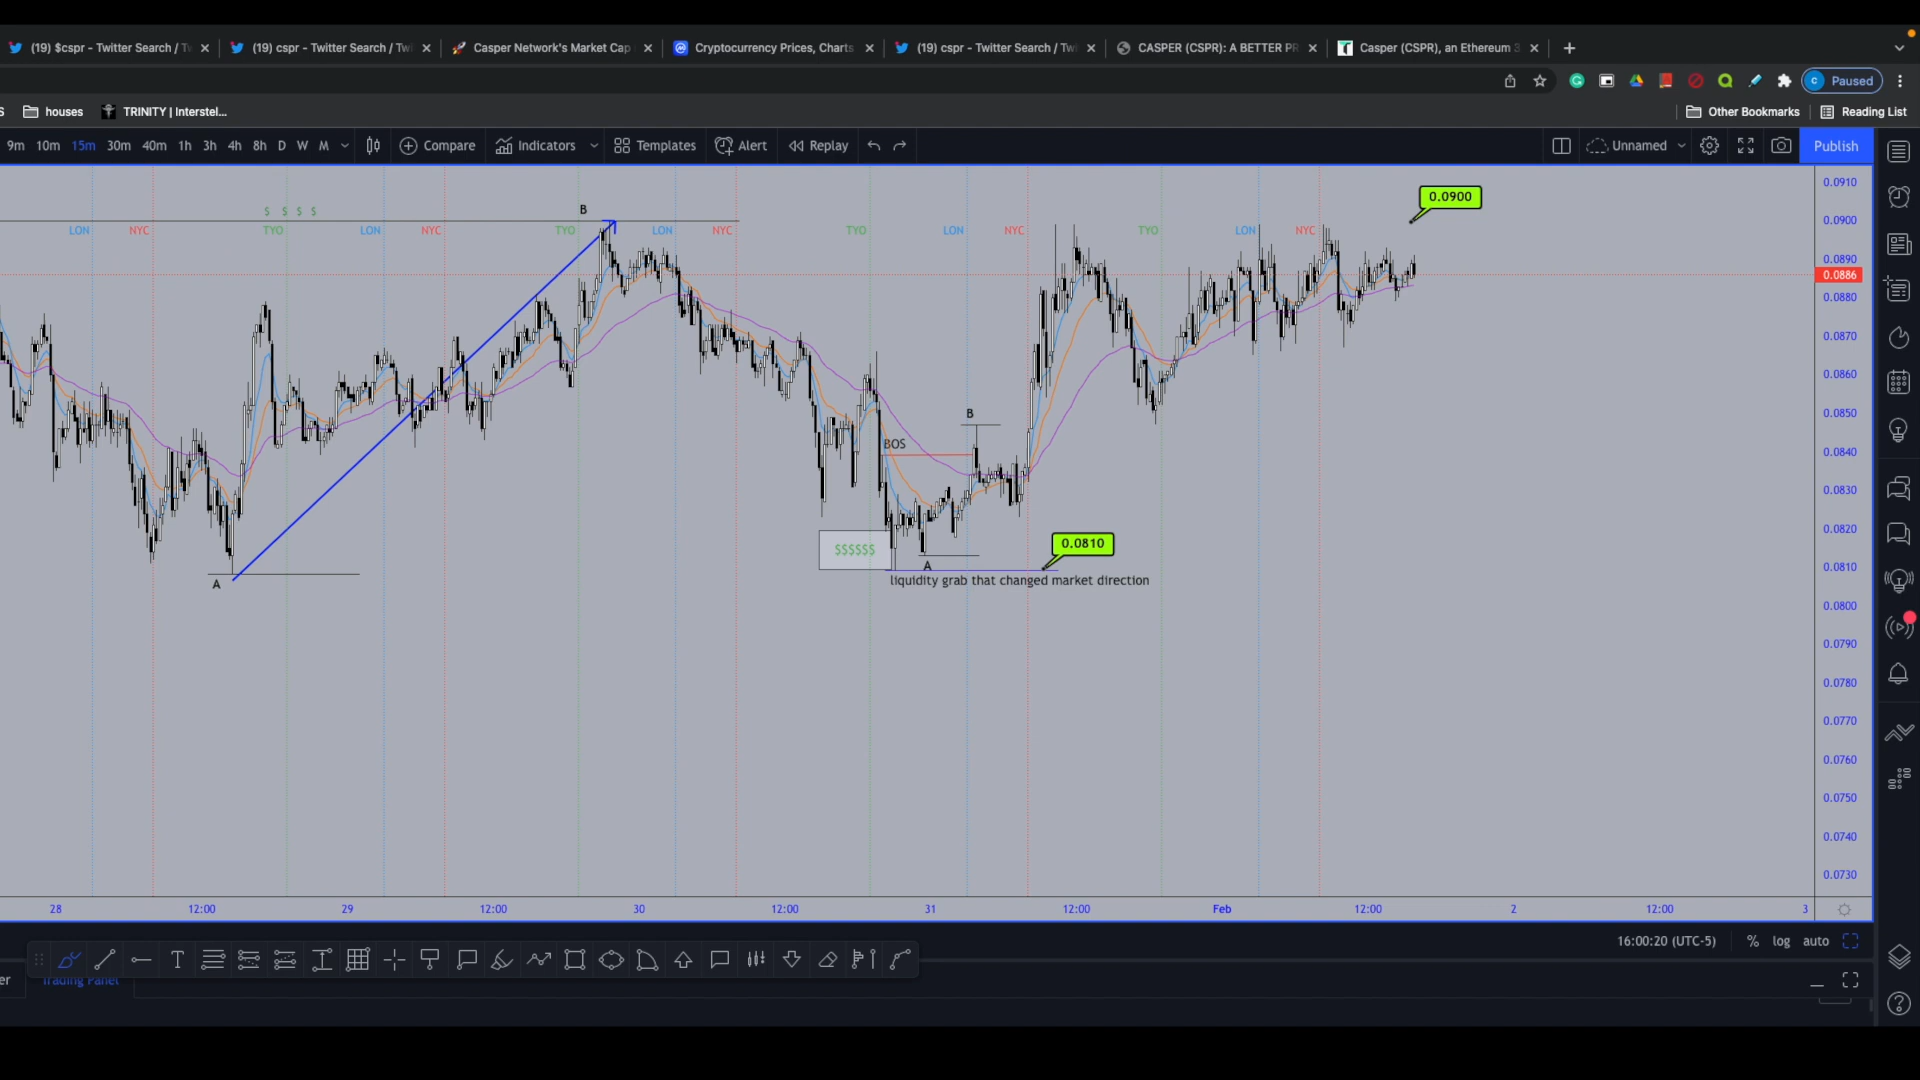 (19) $cspr - Twitter Search / Tw
(19) cspr - Twitter Search / Twi
Casper Network's Market Cap
Cryptocurrency Prices, Charts
(19) cspr - Twitter Search / Twi
CASPER (CSPR): A BETTER PR
Casper (CSPR), an Ethereum 3
Paused
S houses TRINITY | Interstel... Other Bookmarks Reading List
9m 10m 15m 30m 40m 1h 3h 4h 8h D W M Compare Indicators Templates Alert Replay Unnamed Publish
0.0910
0.0900
$ $ $ $ B 0.0900
LON NYC TYO LON NYC TYO LON NYC TYO LON NYC TYO LON NYC
0.0890
0.0886
0.0880
0.0870
0.0860
0.0850
B
BOS
0.0840
0.0830
0.0820
$$$$$$ 0.0810
0.0810
A
A
liquidity grab that changed market direction
0.0800
0.0790
0.0780
0.0770
0.0760
0.0750
0.0740
0.0730
28 12:00 29 12:00 30 12:00 31 12:00 Feb 12:00 2 12:00 3
16:00:20 (UTC-5) % log auto
er Trading Panel